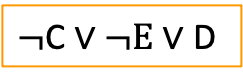 ¬C ∨ ¬E ∨ D